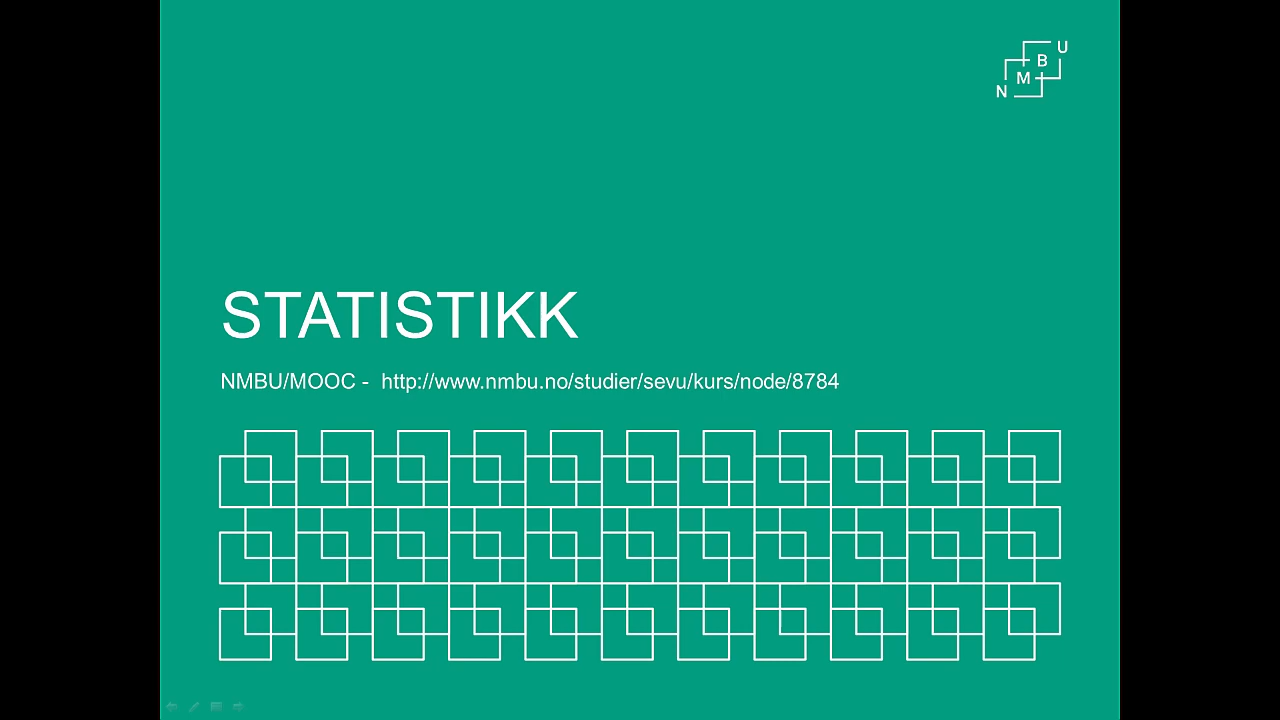 N M B U
STATISTIKK
NMBU/MOOC - http://www.nmbu.no/studier/sevu/kurs/node/8784